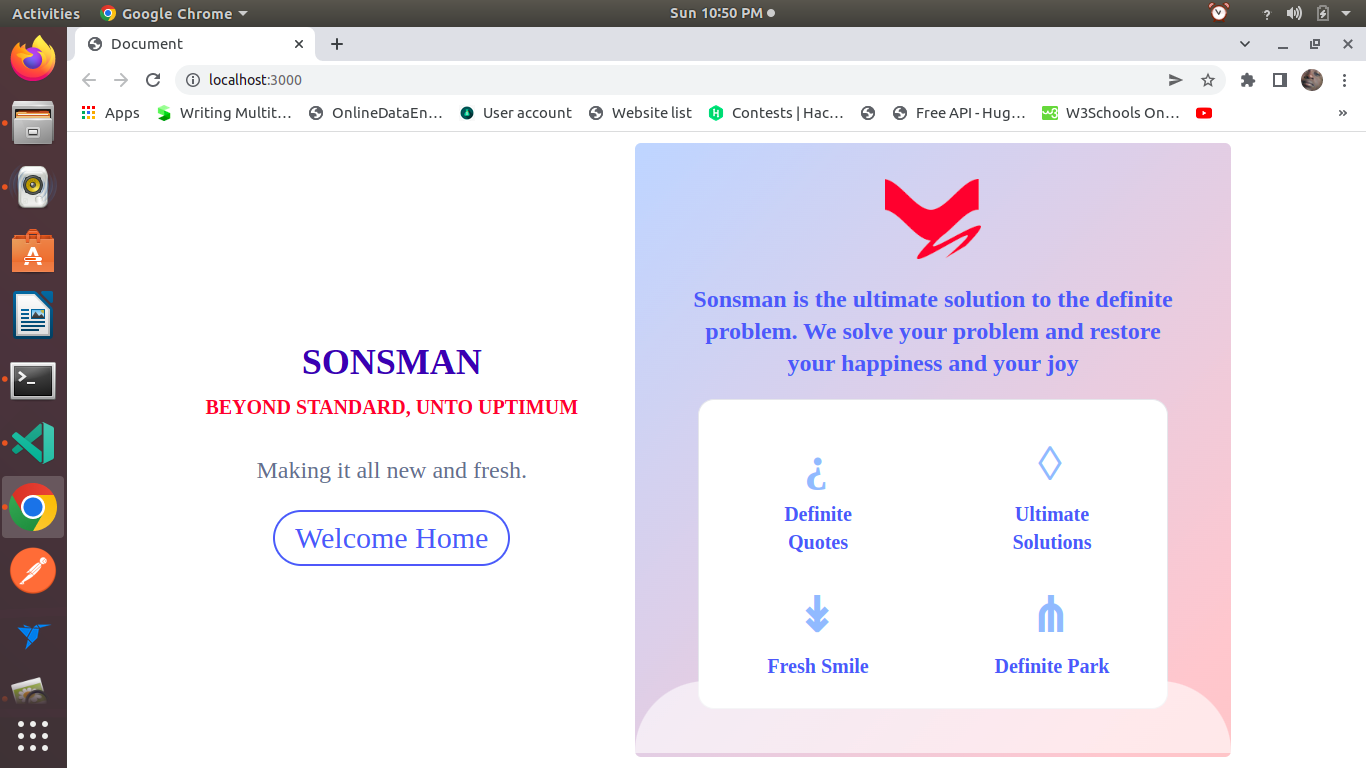 Activities Google Chrome Sun 10:50 PM ?
Document
localhost:3000
Apps Writing Multit... OnlineDataEn... User account Website list Contests | Hac... Free API - Hug... W3Schools On... »
SONSMAN
BEYOND STANDARD, UNTO UPTIMUM
Making it all new and fresh.
Welcome Home
Sonsman is the ultimate solution to the definite
problem. We solve your problem and restore
your happiness and your joy
¿
Definite
Quotes
◊
Ultimate
Solutions
↡
Fresh Smile
⋔
Definite Park